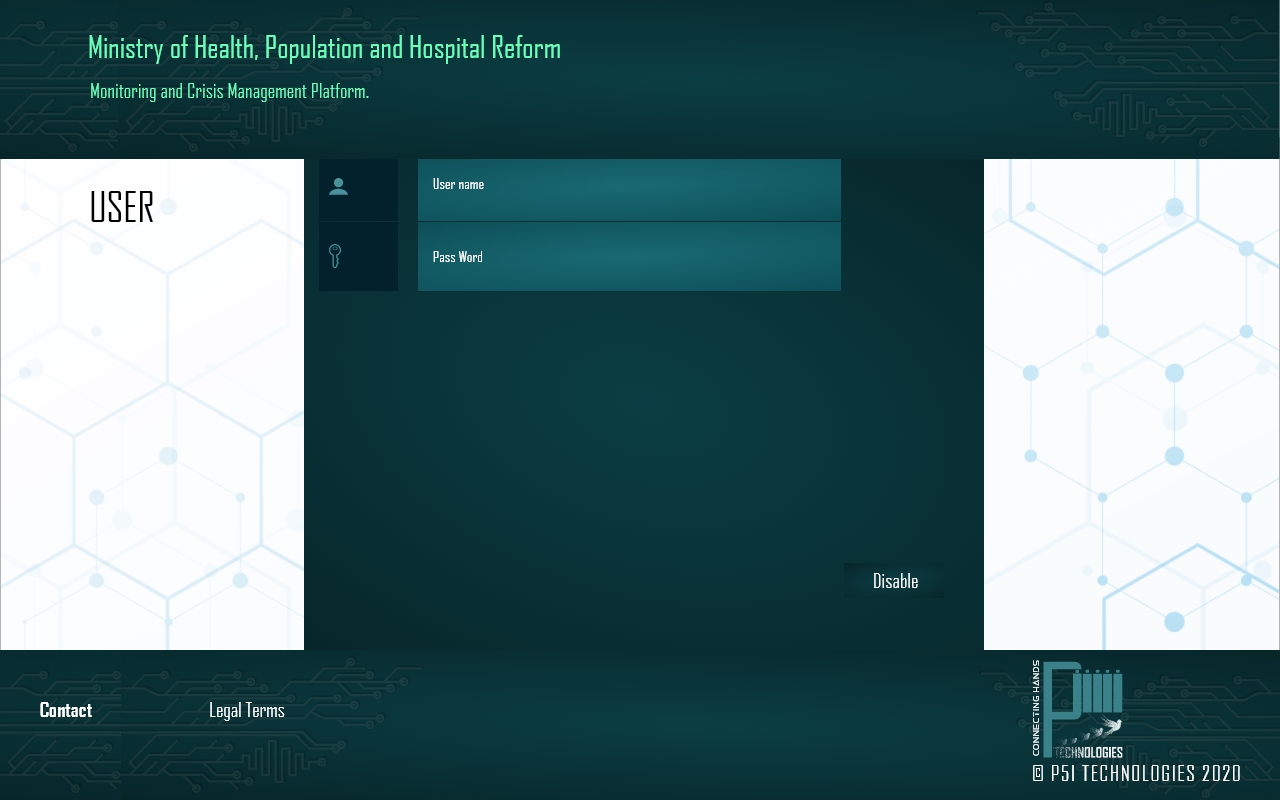 Ministry of Health, Population and Hospital Reform
Monitoring and Crisis Management Platform.
USER
User name
Pass Word
Disable
Contact
Legal Terms
CONNECTING HANDS
TECHNOLOGIES
© P5I TECHNOLOGIES 2020